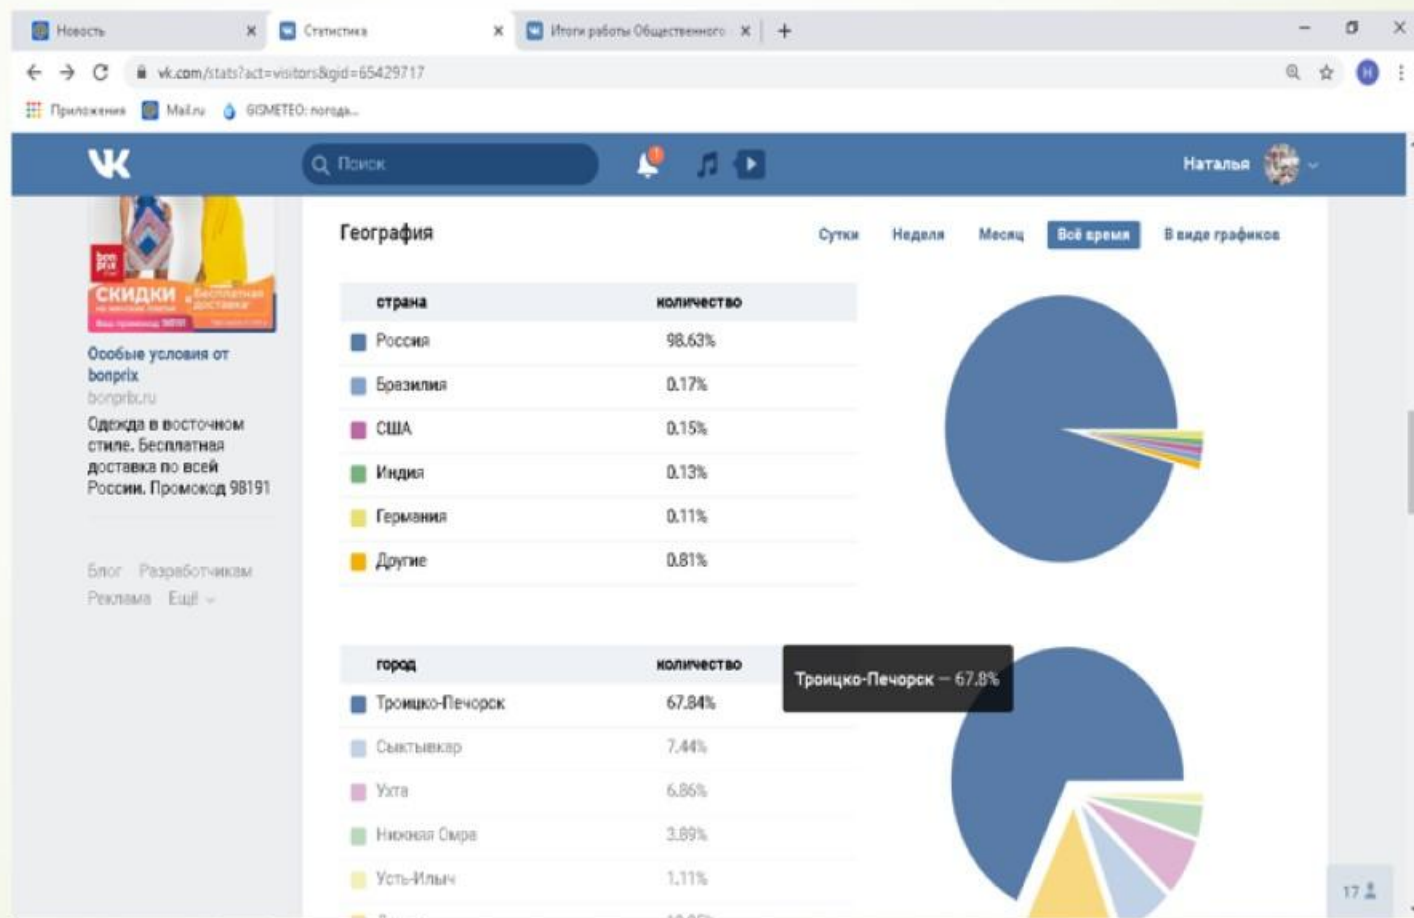 Новость
Статистика
Итоги работы Общественного
vk.com/stats?act=visitors&gid=65429717
Приложения Mail.ru GISMETEO: погода...
Поиск
Наталья
bon prix
СКИДКИ
Бесплатная доставка
Особые условия от
bonprix
bonprix.ru
Одежда в восточном
стиле. Бесплатная
доставка по всей
России. Промокод 98191
Блог Разработчикам
Реклама Ещё
География
Сутки Неделя Месяц Всё время В виде графиков
страна количество
Россия 98.63%
Бразилия 0.17%
США 0.15%
Индия 0.13%
Германия 0.11%
Другие 0.81%
город количество
Троицко-Печорск — 67.8%
Троицко-Печорск 67.84%
Сыктывкар 7.44%
Ухта 6.86%
Нижняя Омра 3.89%
Усть-Илыч 1.11%
17